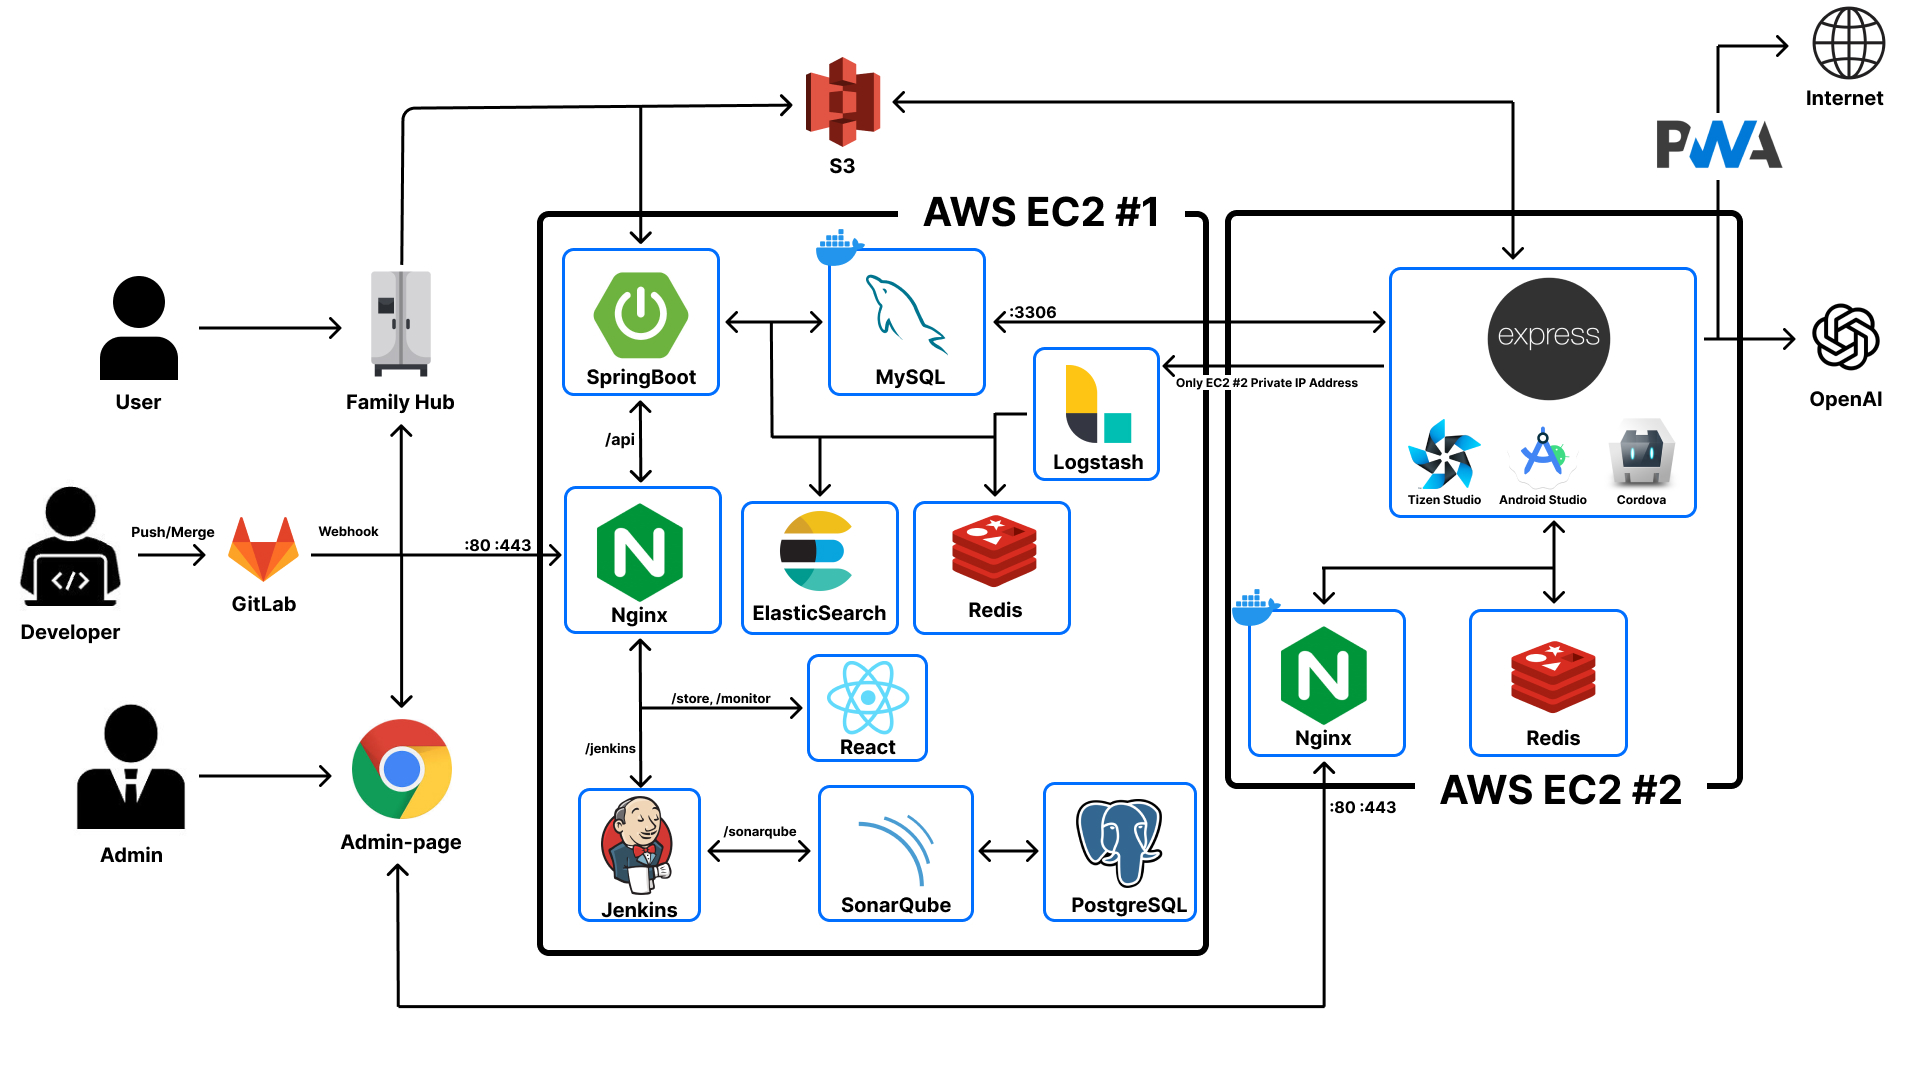 Internet
PWA
S3
AWS EC2 #1
User
Family Hub
SpringBoot
MySQL
:3306
Only EC2 #2 Private IP Address
Logstash
express
OpenAI
Tizen Studio
Android Studio
Cordova
/api
Developer
Push/Merge
GitLab
Webhook
:80 :443
</>
Nginx
ElasticSearch
Redis
/store, /monitor
React
/jenkins
Nginx
Redis
AWS EC2 #2
:80 :443
Admin
Admin-page
Jenkins
/sonarqube
SonarQube
PostgreSQL